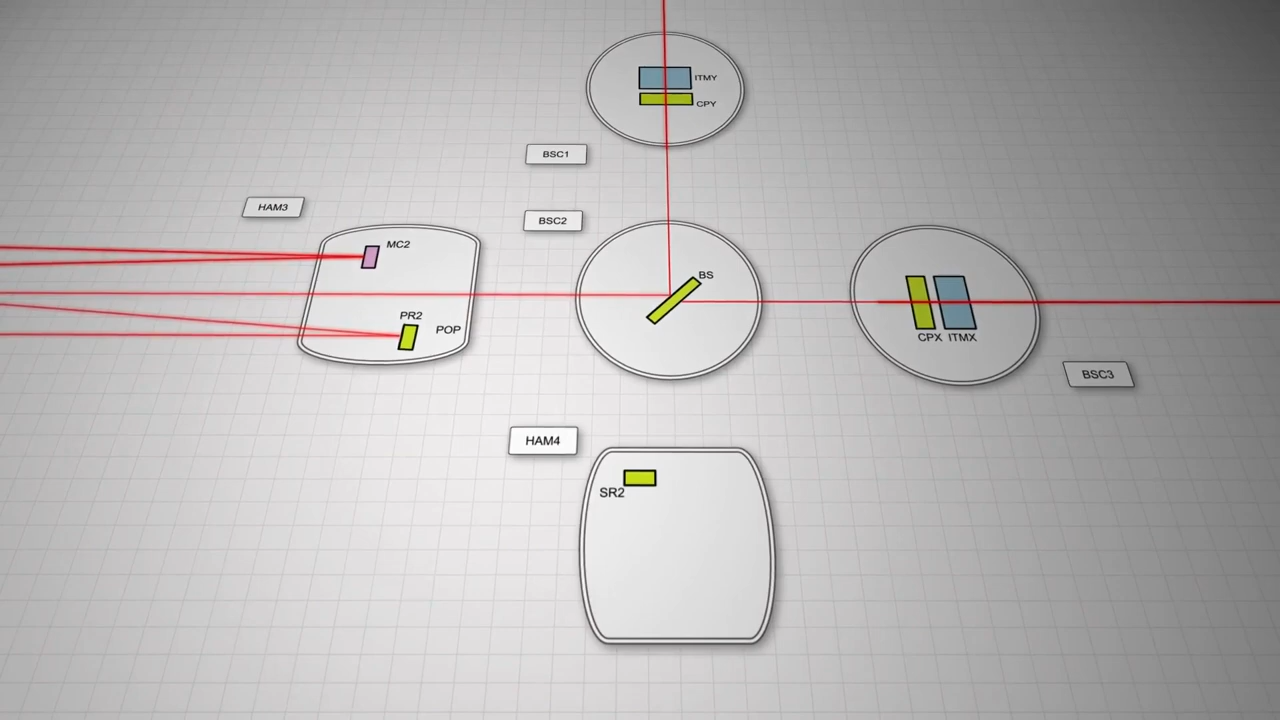 ITMY
CPY
BSC1
HAM3
BSC2
MC2
BS
PR2
POP
CPX ITMX
BSC3
HAM4
SR2